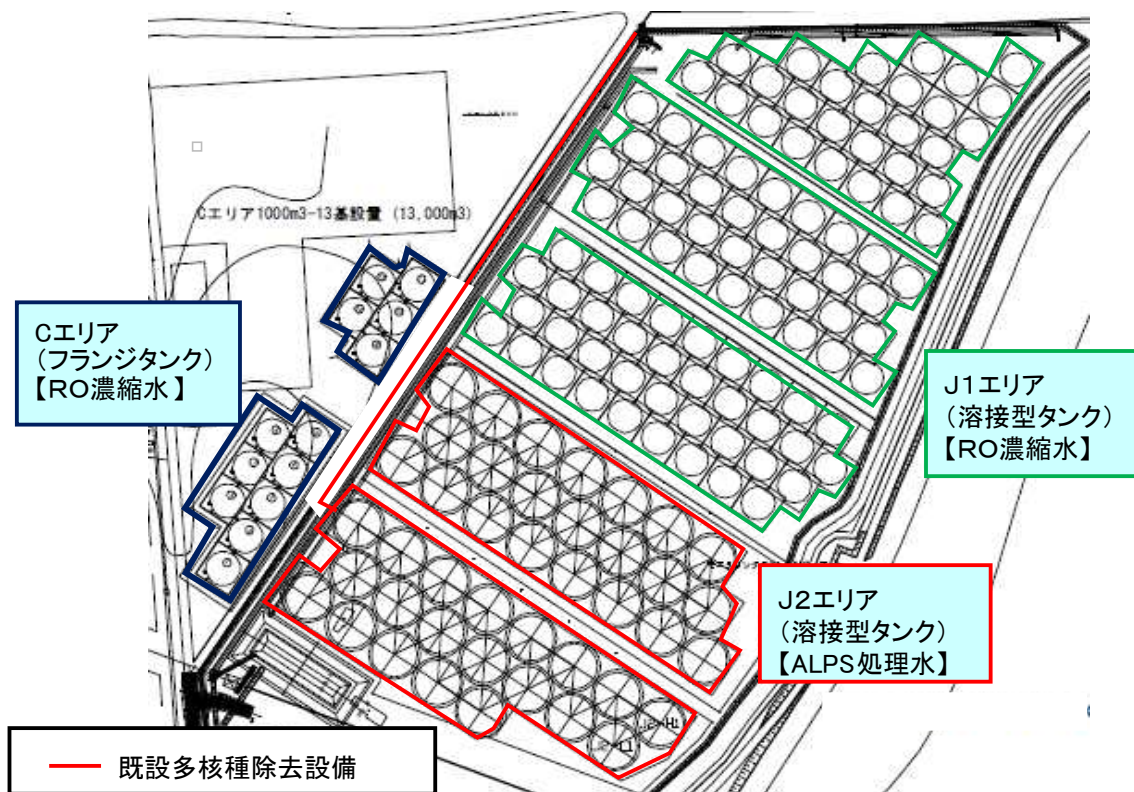 Cエリア1000m3-13基設量 (13,000m3)
Cエリア
(フランジタンク)
【RO濃縮水】
J1エリア
(溶接型タンク)
【RO濃縮水】
J2エリア
(溶接型タンク)
【ALPS処理水】
既設多核種除去設備